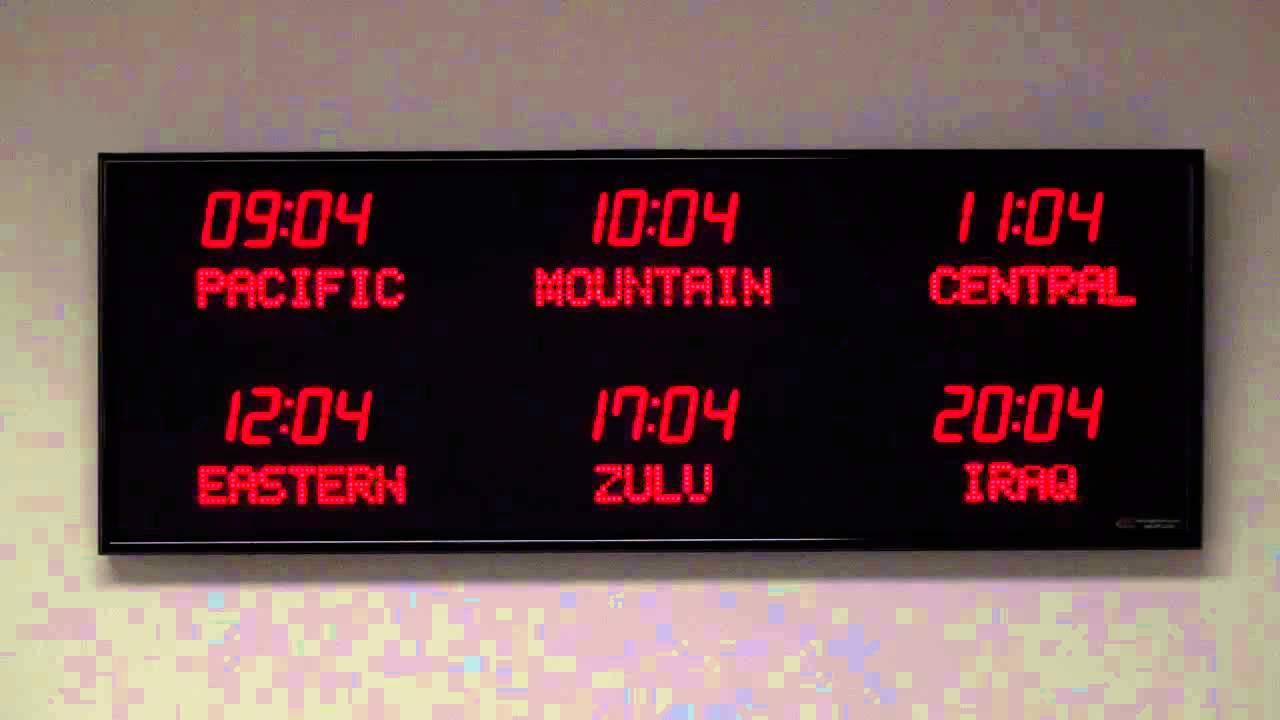 09:04 10:04 11:04
PACIFIC MOUNTAIN CENTRAL
12:04 17:04 20:04
EASTERN ZULU IRAQ